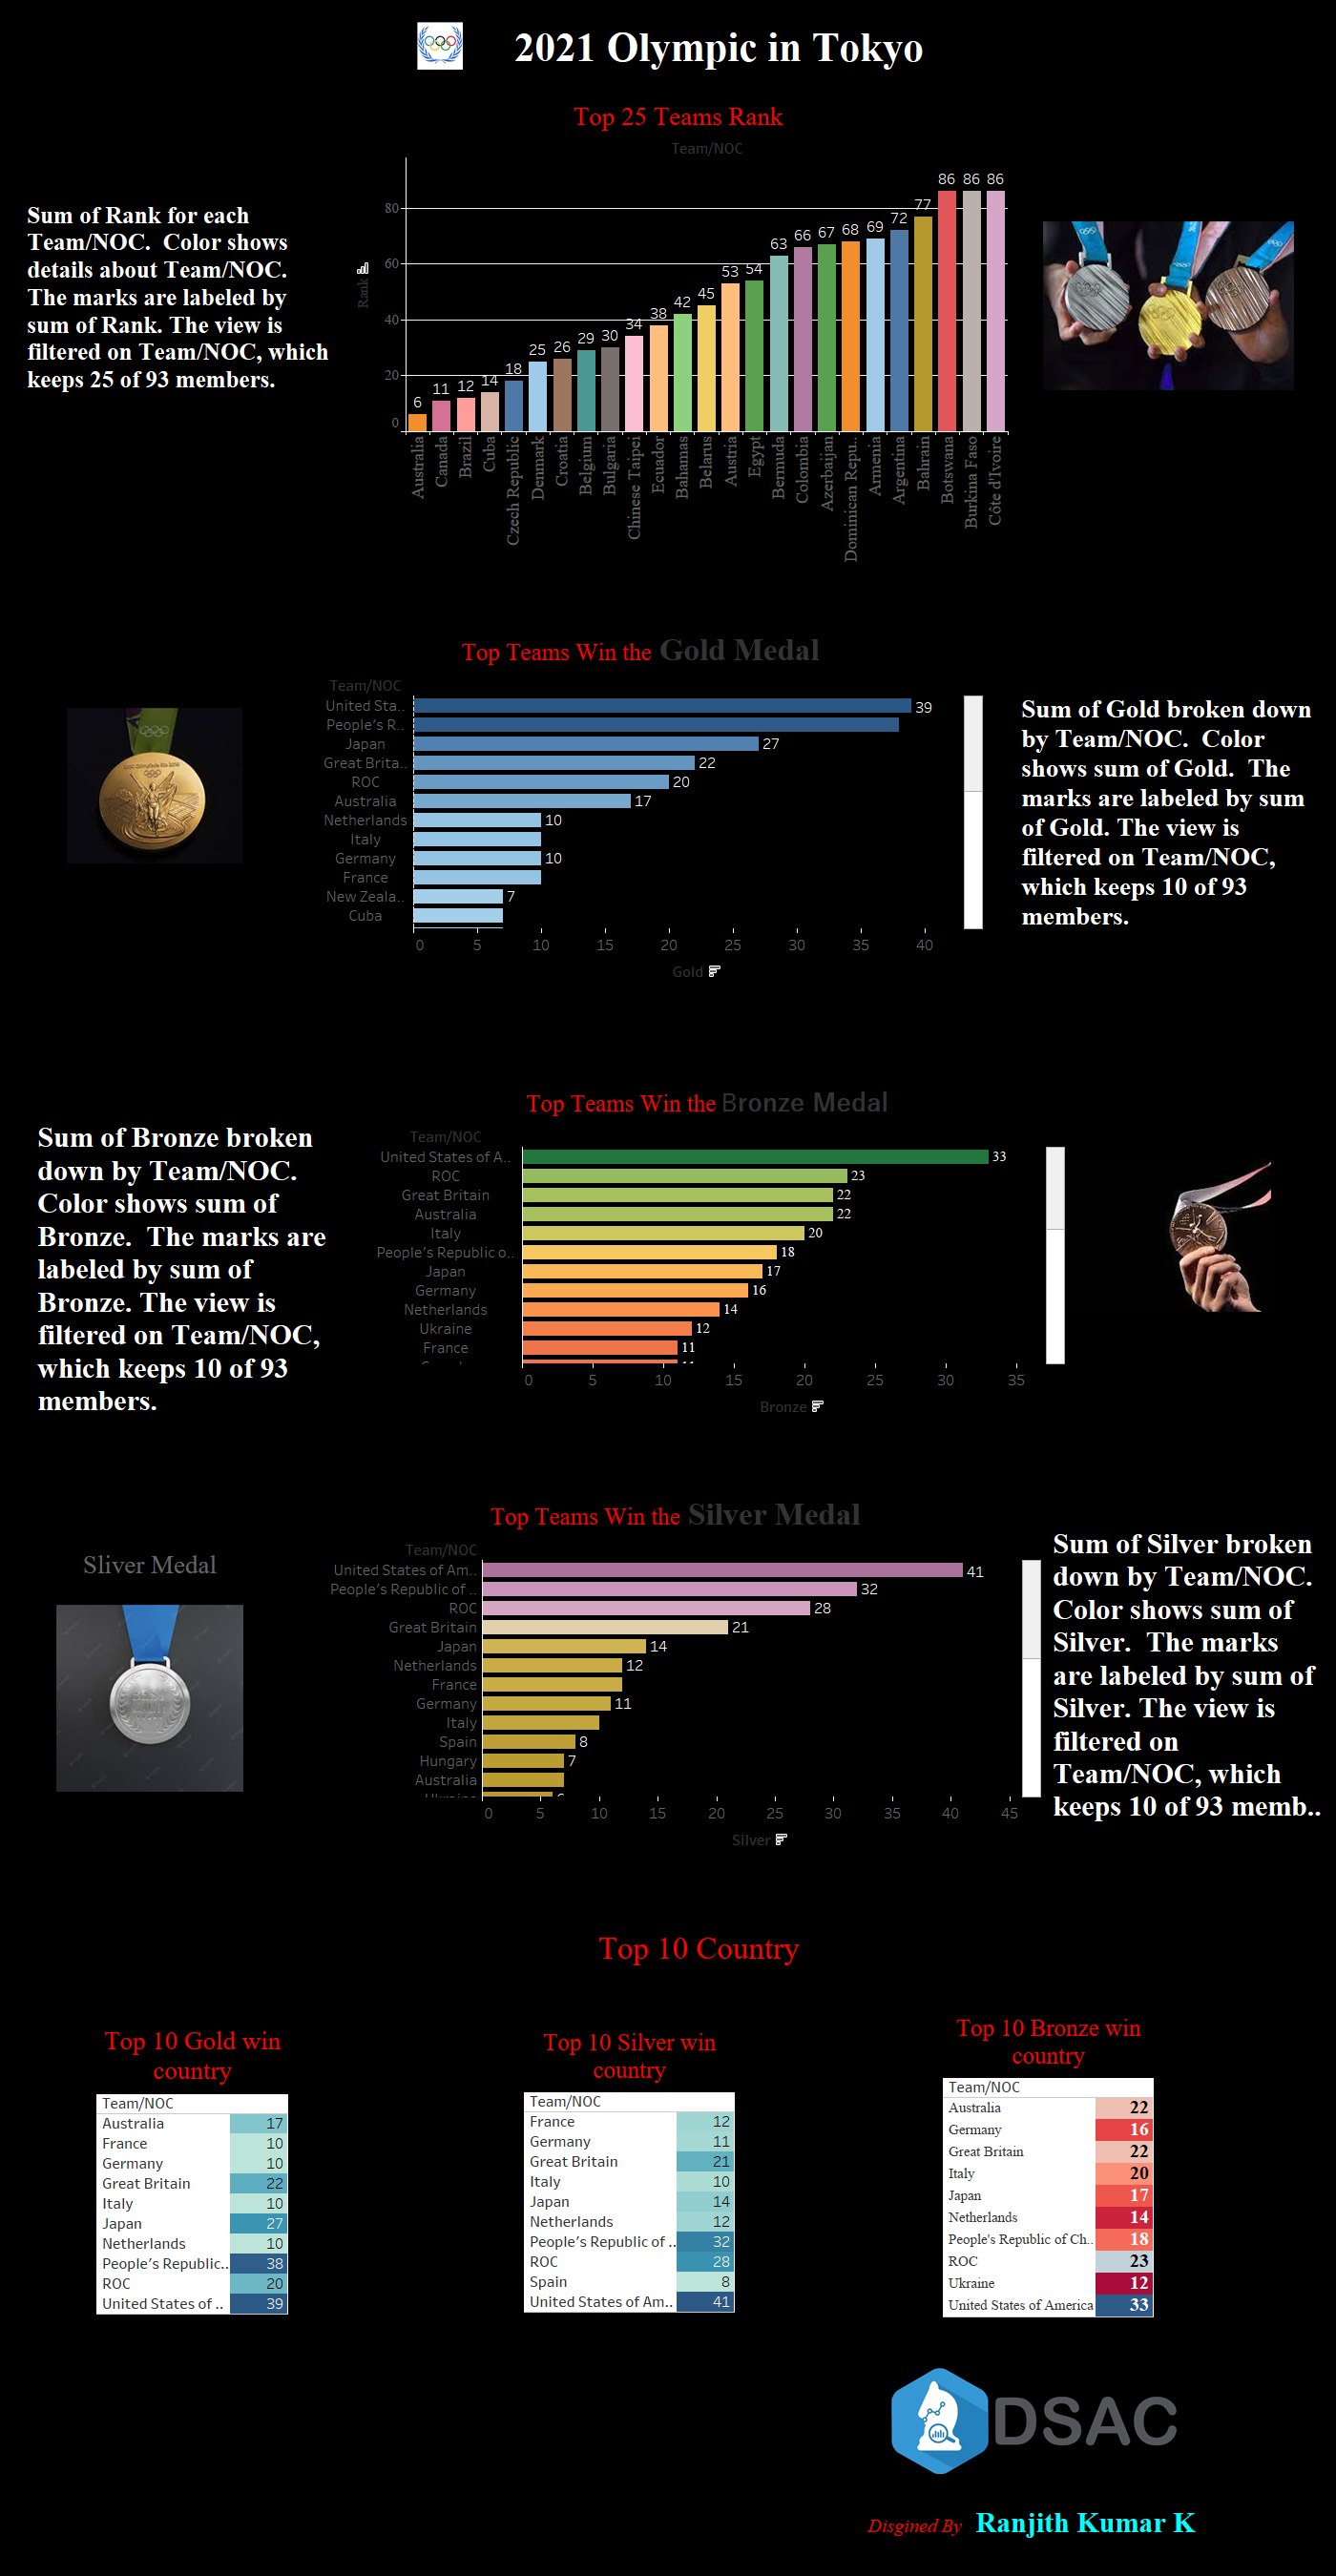 2021 Olympic in Tokyo
Top 25 Teams Rank
Team/NOC
Sum of Rank for each
Team/NOC.  Color shows
details about Team/NOC.
The marks are labeled by
sum of Rank. The view is
filtered on Team/NOC, which
keeps 25 of 93 members.
Rank
80
60
40
20
0
6 11 12 14 18 25 26 29 30 34 38 42 45 53 54 63 66 67 68 69 72 77 86 86 86
Australia
Canada
Brazil
Cuba
Czech Republic
Denmark
Croatia
Belgium
Bulgaria
Chinese Taipei
Ecuador
Bahamas
Belarus
Austria
Egypt
Bermuda
Colombia
Azerbaijan
Dominican Repu..
Armenia
Argentina
Bahrain
Botswana
Burkina Faso
Côte d'Ivoire
Top Teams Win the Gold Medal
Team/NOC
United Sta.. 39
People's R..
Japan 27
Great Brita.. 22
ROC 20
Australia 17
Netherlands 10
Italy
Germany 10
France
New Zeala.. 7
Cuba
0 5 10 15 20 25 30 35 40
Gold
Sum of Gold broken down
by Team/NOC.  Color
shows sum of Gold.  The
marks are labeled by sum
of Gold. The view is
filtered on Team/NOC,
which keeps 10 of 93
members.
Top Teams Win the Bronze Medal
Sum of Bronze broken
down by Team/NOC.
Color shows sum of
Bronze.  The marks are
labeled by sum of
Bronze. The view is
filtered on Team/NOC,
which keeps 10 of 93
members.
Team/NOC
United States of A.. 33
ROC 23
Great Britain 22
Australia 22
Italy 20
People's Republic o.. 18
Japan 17
Germany 16
Netherlands 14
Ukraine 12
France 11
0 5 10 15 20 25 30 35
Bronze
Top Teams Win the Silver Medal
Sliver Medal
Team/NOC
United States of Am.. 41
People's Republic of .. 32
ROC 28
Great Britain 21
Japan 14
Netherlands 12
France
Germany 11
Italy
Spain 8
Hungary 7
Australia
0 5 10 15 20 25 30 35 40 45
Silver
Sum of Silver broken
down by Team/NOC.
Color shows sum of
Silver.  The marks
are labeled by sum of
Silver. The view is
filtered on
Team/NOC, which
keeps 10 of 93 memb..
Top 10 Country
Top 10 Gold win
country
Team/NOC
Australia 17
France 10
Germany 10
Great Britain 22
Italy 10
Japan 27
Netherlands 10
People's Republic.. 38
ROC 20
United States of .. 39
Top 10 Silver win
country
Team/NOC
France 12
Germany 11
Great Britain 21
Italy 10
Japan 14
Netherlands 12
People's Republic of .. 32
ROC 28
Spain 8
United States of Am.. 41
Top 10 Bronze win
country
Team/NOC
Australia 22
Germany 16
Great Britain 22
Italy 20
Japan 17
Netherlands 14
People's Republic of Ch.. 18
ROC 23
Ukraine 12
United States of America 33
DSAC
Disgined By Ranjith Kumar K